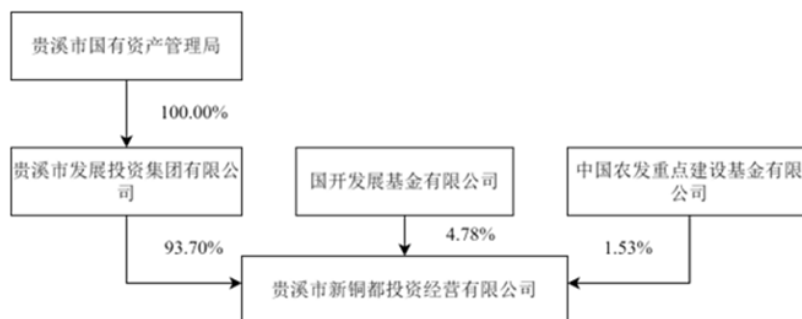 贵溪市国有资产管理局
100.00%
贵溪市发展投资集团有限公
司
国开发展基金有限公司
中国农发重点建设基金有限
公司
93.70%
4.78%
1.53%
贵溪市新铜都投资经营有限公司